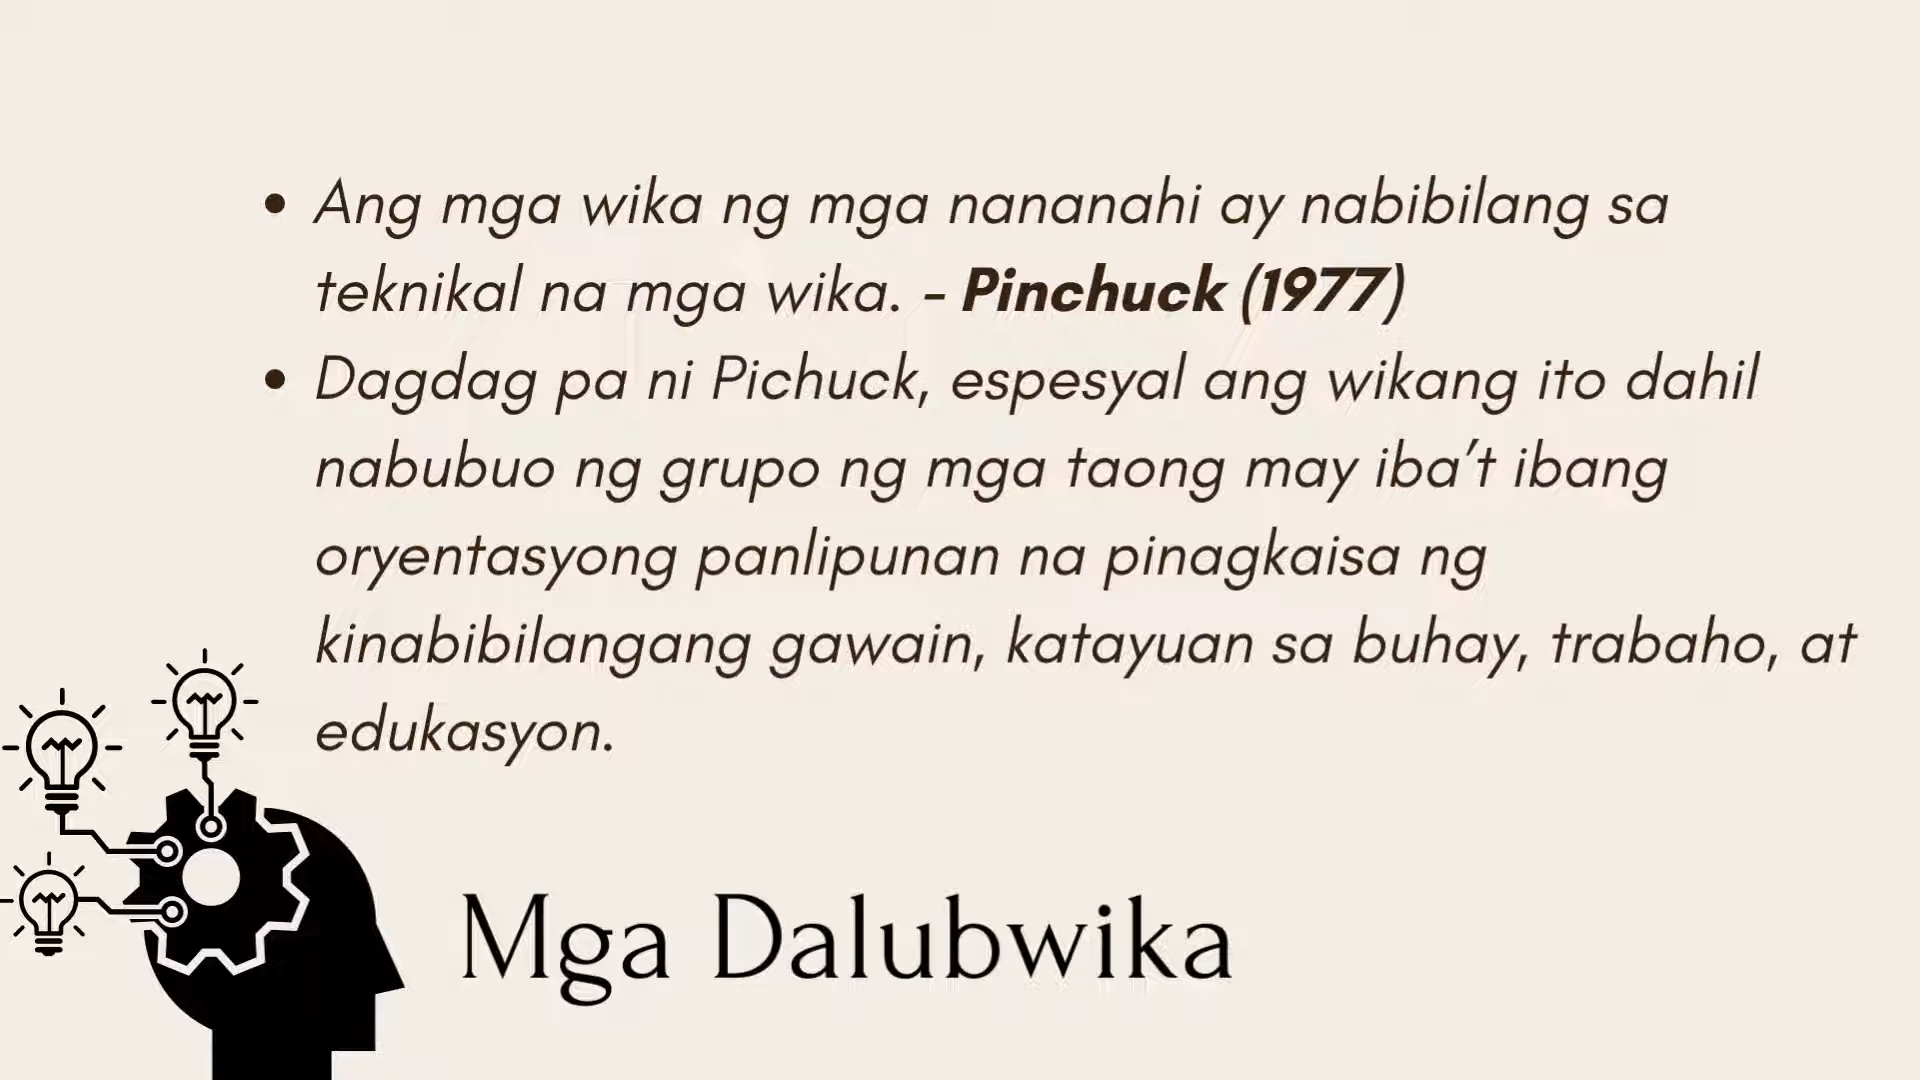 • Ang mga wika ng mga nananahi ay nabibilang sa
teknikal na mga wika. - Pinchuck (1977)
• Dagdag pa ni Pichuck, espesyal ang wikang ito dahil
nabubuo ng grupo ng mga taong may iba't ibang
oryentasyong panlipunan na pinagkaisa ng
kinabibilangang gawain, katayuan sa buhay, trabaho, at
edukasyon.
Mga Dalubwika